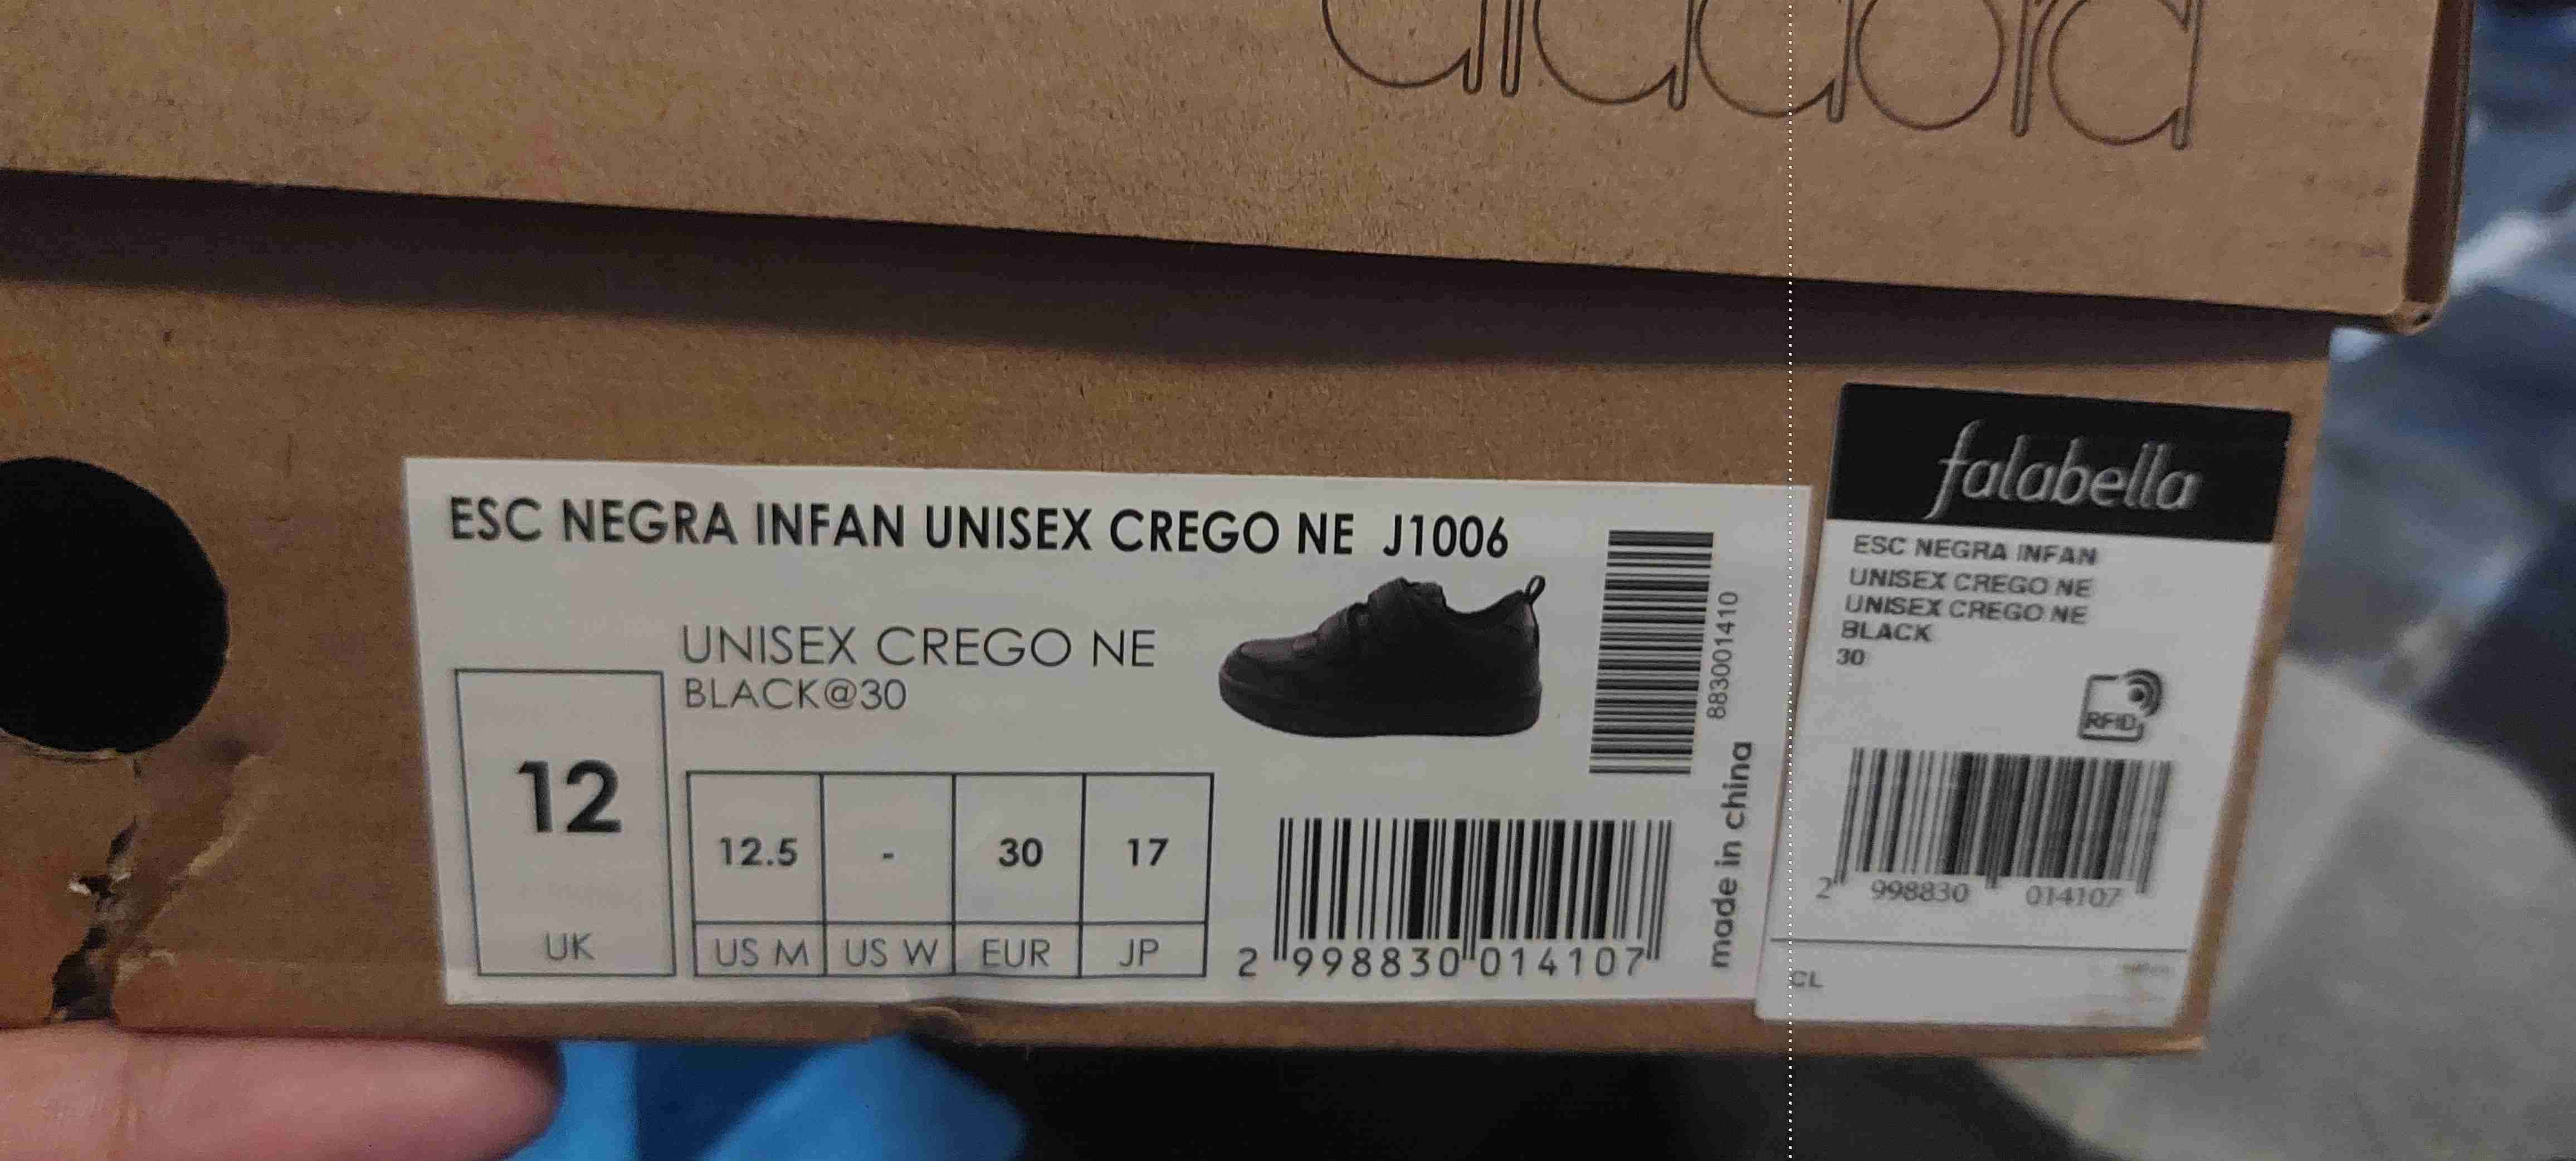 ESC NEGRA INFAN UNISEX CREGO NE J1006
UNISEX CREGO NE
BLACK@30
12
UK
12.5 - 30 17
US M US W EUR JP
2 998830 014107
883001410
made in china
falabella
ESC NEGRA INFAN
UNISEX CREGO NE
UNISEX CREGO NE
BLACK
30
RFID
2 998830 014107
CL